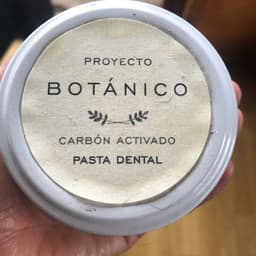 PROYECTO
BOTÁNICO
CARBÓN ACTIVADO
PASTA DENTAL